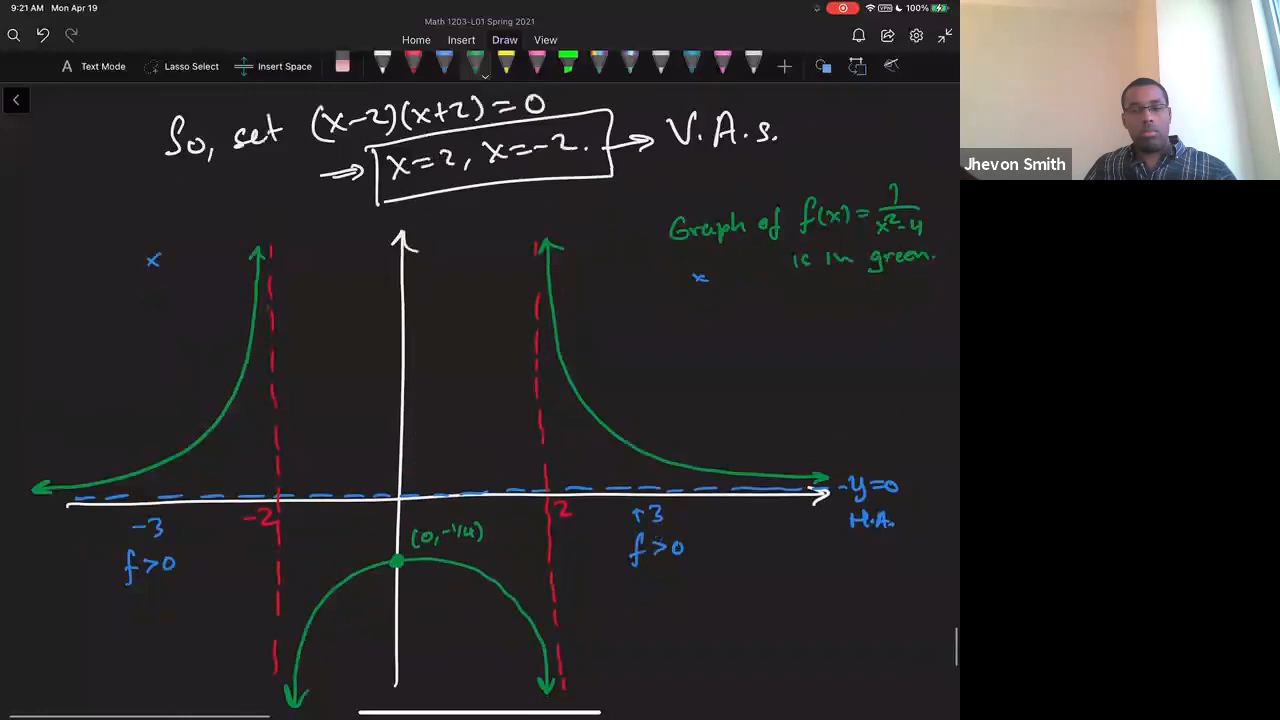 9:21 AM Mon Apr 19
100%
Math 1203-L01 Spring 2021
Home Insert Draw View
Text Mode Lasso Select Insert Space
So, set (x-2)(x+2)=0
⇒ x=2, x=-2. → V.A.s.
Jhevon Smith
Graph of f(x)=1/(x²-4)
is in green.
x
x
-y=0
H.A.
-3
-2
2
↑3
f>0
(0,-1/4)
f>0